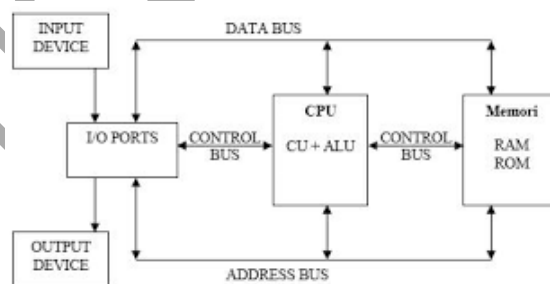 INPUT
DEVICE
DATA BUS
I/O PORTS
CONTROL
BUS
CPU
CU + ALU
CONTROL
BUS
Memori
RAM
ROM
OUTPUT
DEVICE
ADDRESS BUS